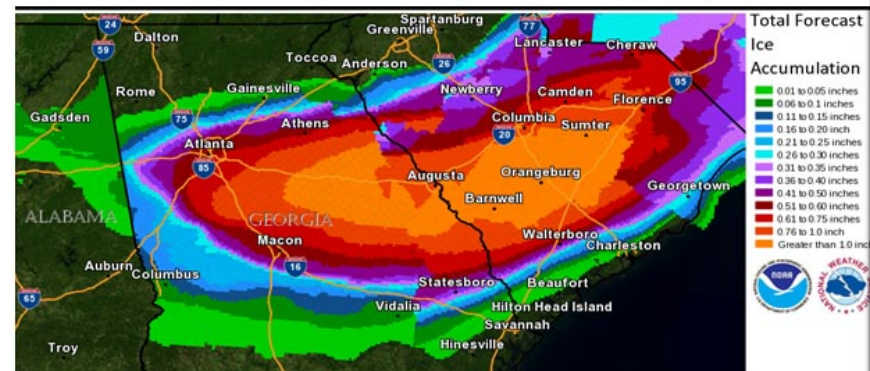 Total Forecast
Ice
Accumulation
0.01 to 0.05 inches
0.06 to 0.1 inches
0.11 to 0.15 inches
0.16 to 0.20 inch
0.21 to 0.25 inches
0.26 to 0.30 inches
0.31 to 0.35 inches
0.36 to 0.40 inches
0.41 to 0.50 inches
0.51 to 0.60 inches
0.61 to 0.75 inches
0.76 to 1.0 inch
Greater than 1.0 incl
NOAA
NATIONAL WEATHER
24
Spartanburg
Greenville
77
Dalton
Lancaster
Cheraw
59
Toccoa
Anderson
26
Rome
Gainesville
Newberry
Camden
95
Florence
Gadsden
75
Athens
Columbia
Sumter
20
Atlanta
85
Augusta
Orangeburg
Barnwell
Georgetown
ALABAMA
GEORGIA
Macon
Walterboro
Charleston
Auburn
Columbus
16
Statesboro
Beaufort
65
Vidalia
Hilton Head Island
Savannah
Troy
Hinesville